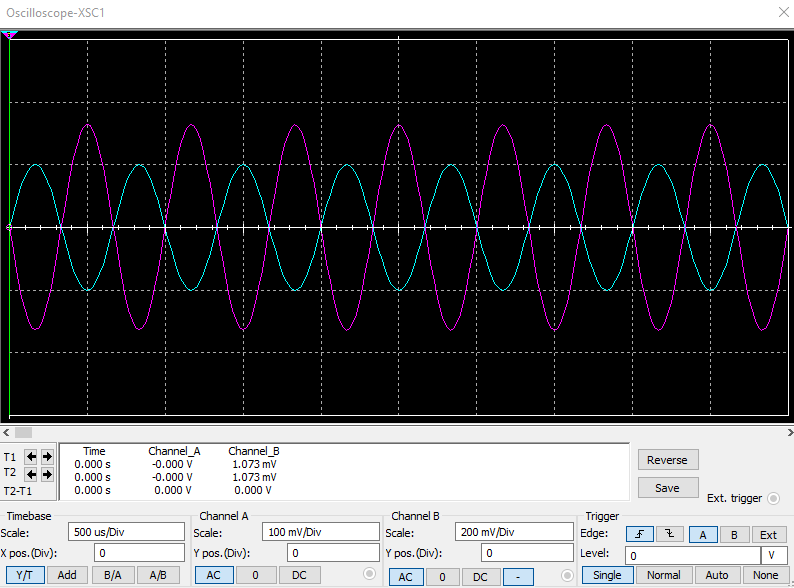 Oscilloscope-XSC1
Time Channel_A Channel_B
T1 0.000 s -0.000 V 1.073 mV
T2 0.000 s -0.000 V 1.073 mV
T2-T1 0.000 s 0.000 V 0.000 V
Reverse
Save
Ext. trigger
Timebase
Scale: 500 us/Div
X pos.(Div): 0
Y/T Add B/A A/B
Channel A
Scale: 100 mV/Div
Y pos.(Div): 0
AC 0 DC
Channel B
Scale: 200 mV/Div
Y pos.(Div): 0
AC 0 DC -
Trigger
Edge: A B Ext
Level: 0 V
Single Normal Auto None